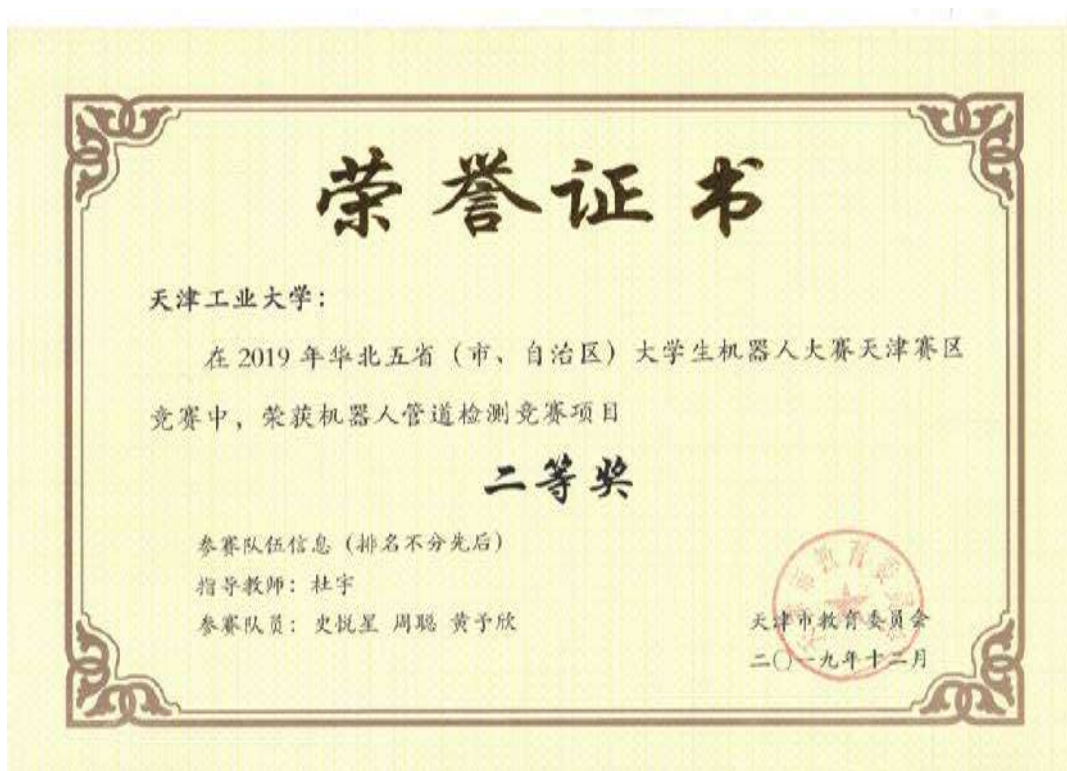 荣誉证书
天津工业大学：
在 2019 年华北五省（市、自治区）大学生机器人大赛天津赛区
竞赛中，荣获机器人管道检测竞赛项目
二等奖
参赛队伍信息（排名不分先后）
指导教师：杜宇
参赛队员：史悦星 周聪 黄予欣
天津市教育委员会
二〇一九年十二月